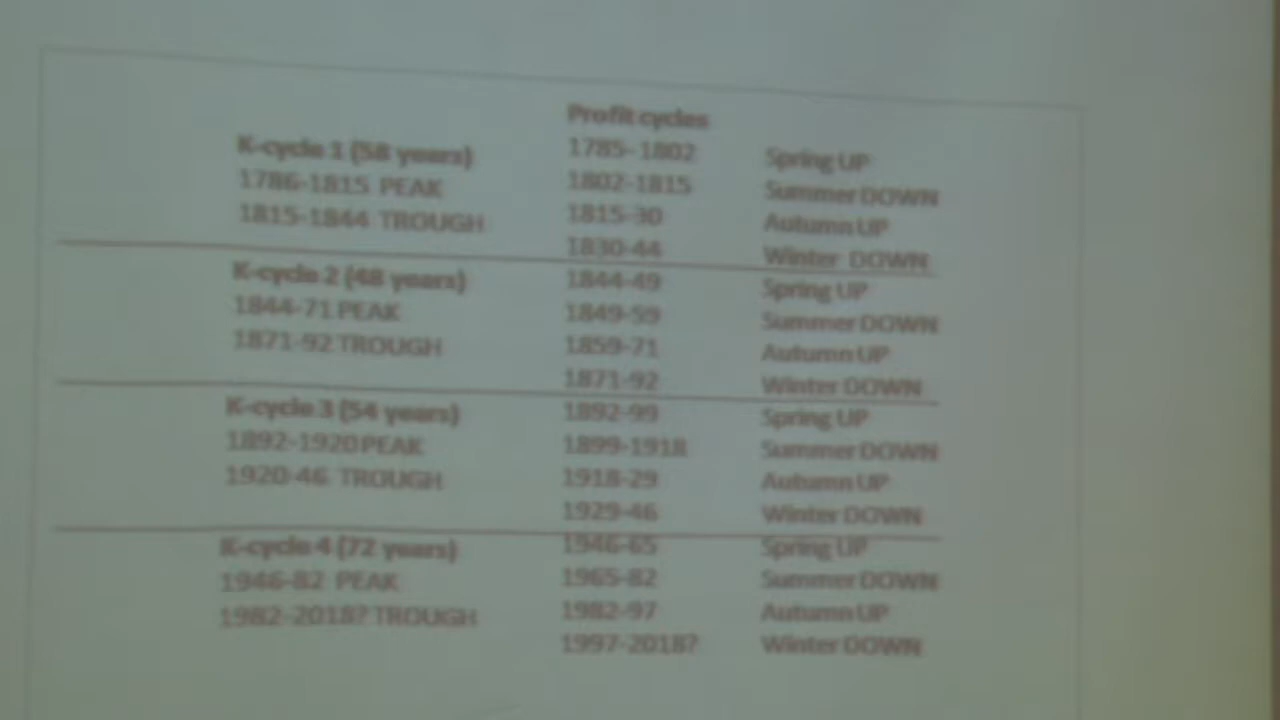 Profit cycles
K-cycle 1 (58 years) 1785-1802 Spring UP
1786-1815 PEAK 1802-1815 Summer DOWN
1815-1844 TROUGH 1815-30 Autumn UP
1830-44 Winter DOWN
K-cycle 2 (48 years) 1844-49 Spring UP
1844-71 PEAK 1849-59 Summer DOWN
1871-92 TROUGH 1859-71 Autumn UP
1871-92 Winter DOWN
K-cycle 3 (54 years) 1892-99 Spring UP
1892-1920 PEAK 1899-1918 Summer DOWN
1920-46 TROUGH 1918-29 Autumn UP
1929-46 Winter DOWN
K-cycle 4 (72 years) 1946-65 Spring UP
1946-82 PEAK 1965-82 Summer DOWN
1982-2018? TROUGH 1982-97 Autumn UP
1997-2018? Winter DOWN